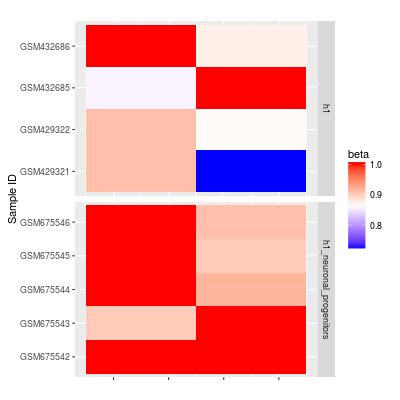 Sample ID
GSM432686
GSM432685
GSM429322
GSM429321
h1
GSM675546
GSM675545
GSM675544
GSM675543
GSM675542
h1_neuronal_progenitors
beta
1.0
0.9
0.8